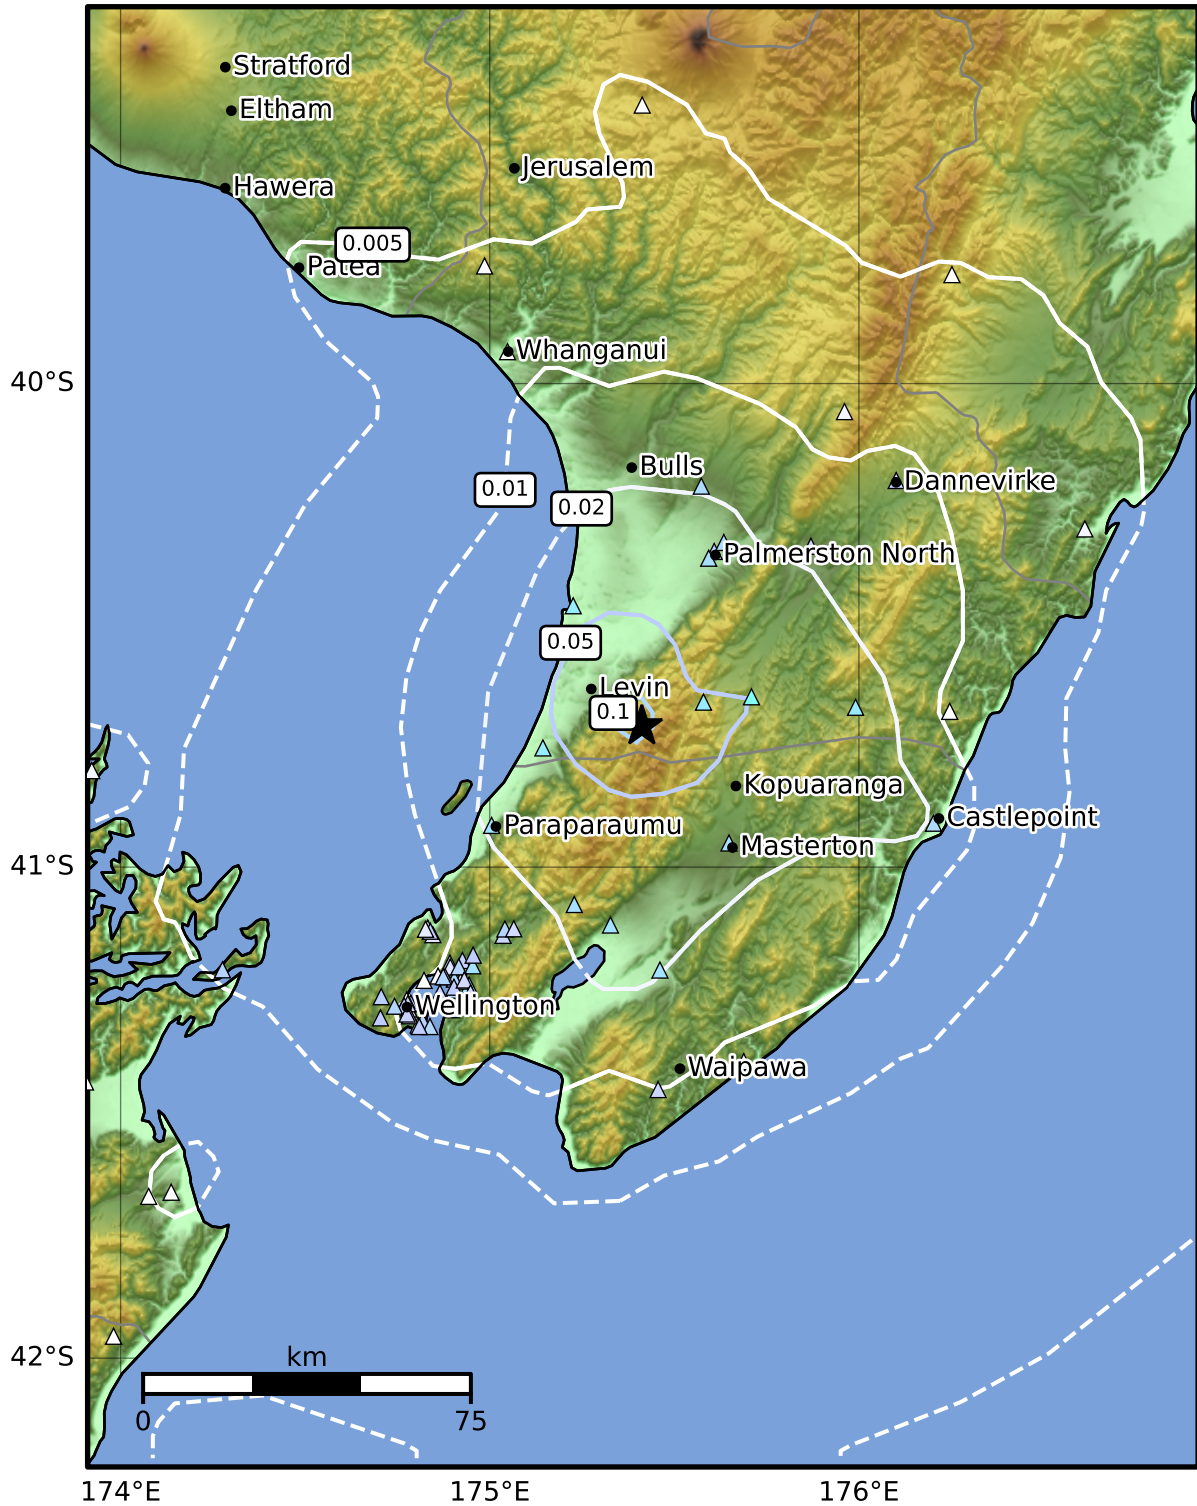 Stratford
Eltham
Jerusalem
Hawera
0.005
Patea
Whanganui
40°S
Bulls
Dannevirke
0.01
0.02
Palmerston North
0.05
Levin
0.1
Kopuaranga
Castlepoint
Paraparaumu
Masterton
41°S
Wellington
Waipawa
42°S
km
0
75
174°E
175°E
176°E